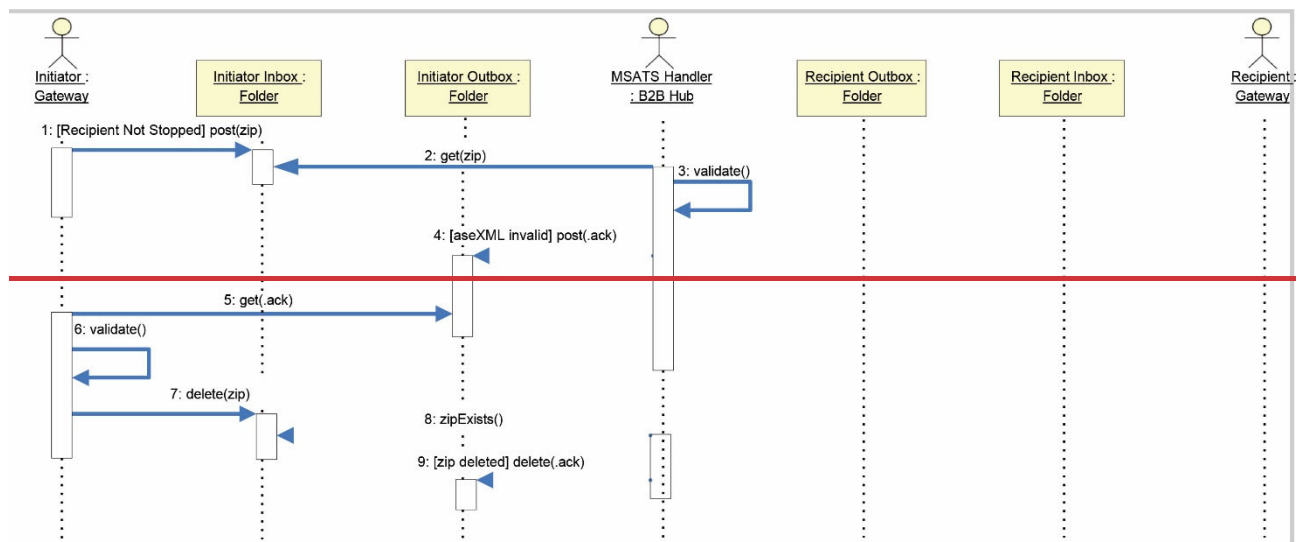 Initiator :
Gateway
Initiator Inbox :
Folder
Initiator Outbox :
Folder
MSATS Handler
: B2B Hub
Recipient Outbox :
Folder
Recipient Inbox :
Folder
Recipient :
Gateway
1: [Recipient Not Stopped] post(zip)
2: get(zip)
3: validate()
4: [aseXML invalid] post(.ack)
5: get(.ack)
6: validate()
7: delete(zip)
8: zipExists()
9: [zip deleted] delete(.ack)